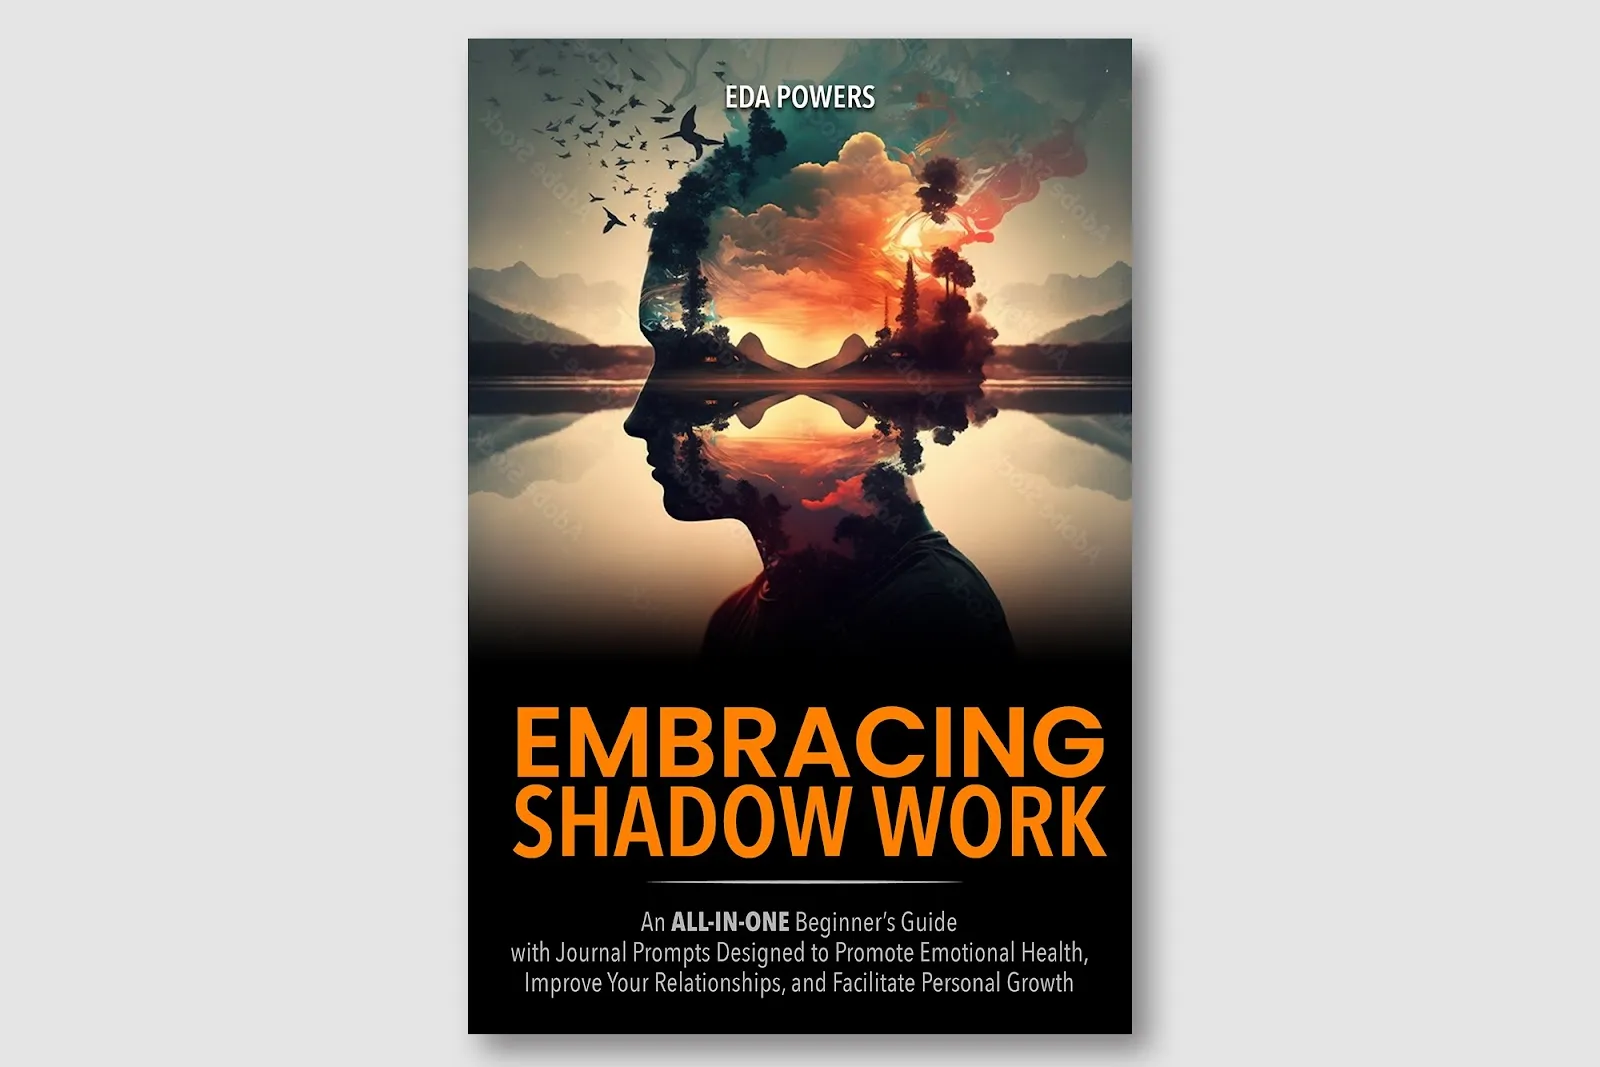 EDA POWERS
EMBRACING
SHADOW WORK
An ALL-IN-ONE Beginner's Guide
with Journal Prompts Designed to Promote Emotional Health,
Improve Your Relationships, and Facilitate Personal Growth